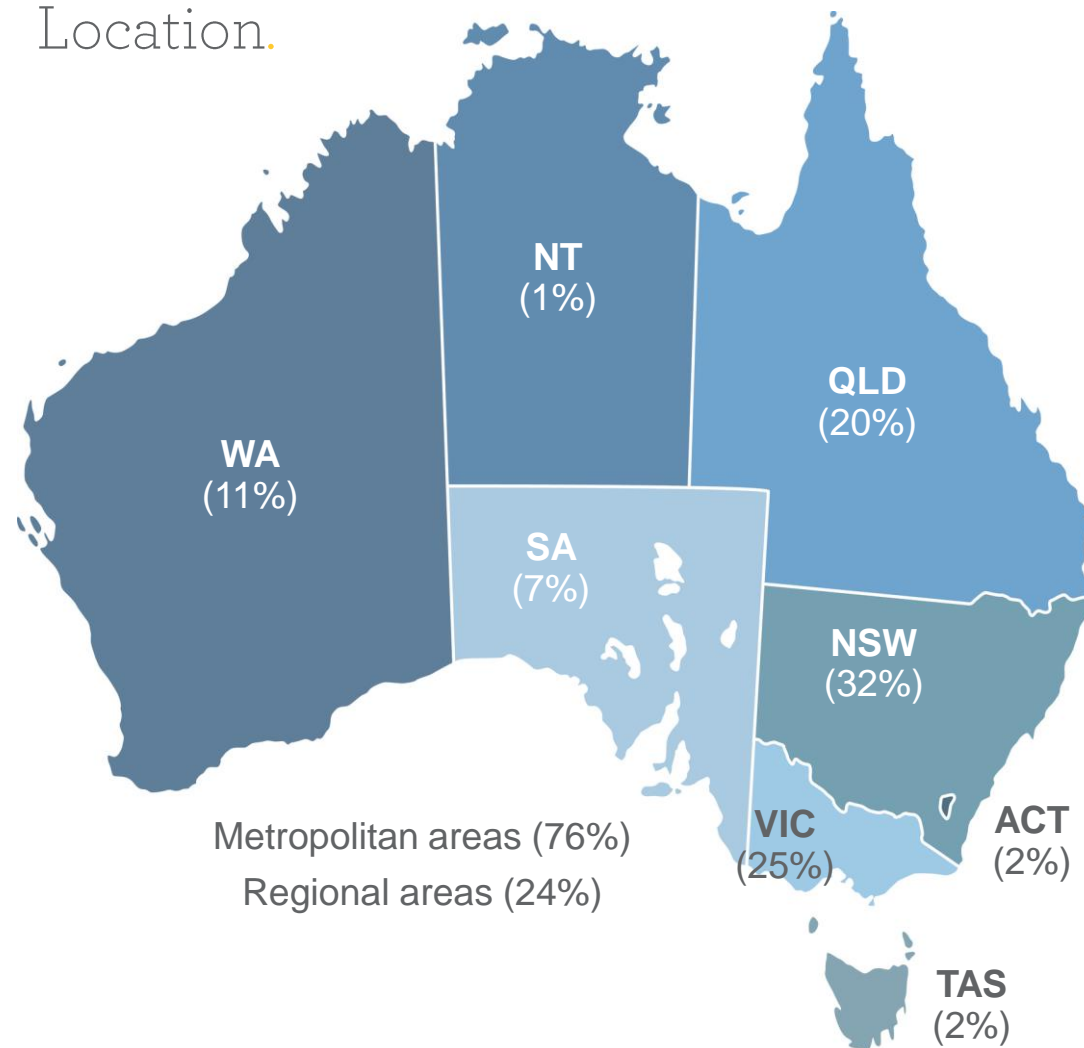 Location.
NT
(1%)
QLD
(20%)
WA
(11%)
SA
(7%)
NSW
(32%)
Metropolitan areas (76%)
Regional areas (24%)
VIC
(25%)
ACT
(2%)
TAS
(2%)